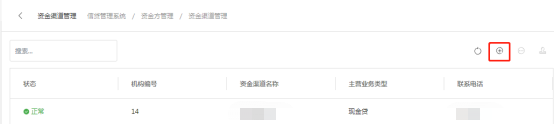 资金渠道管理 信贷管理系统 / 资金方管理 / 资金渠道管理
搜索...
状态 机构编号 资金渠道名称 主营业务类型 联系电话
正常 14 现金贷